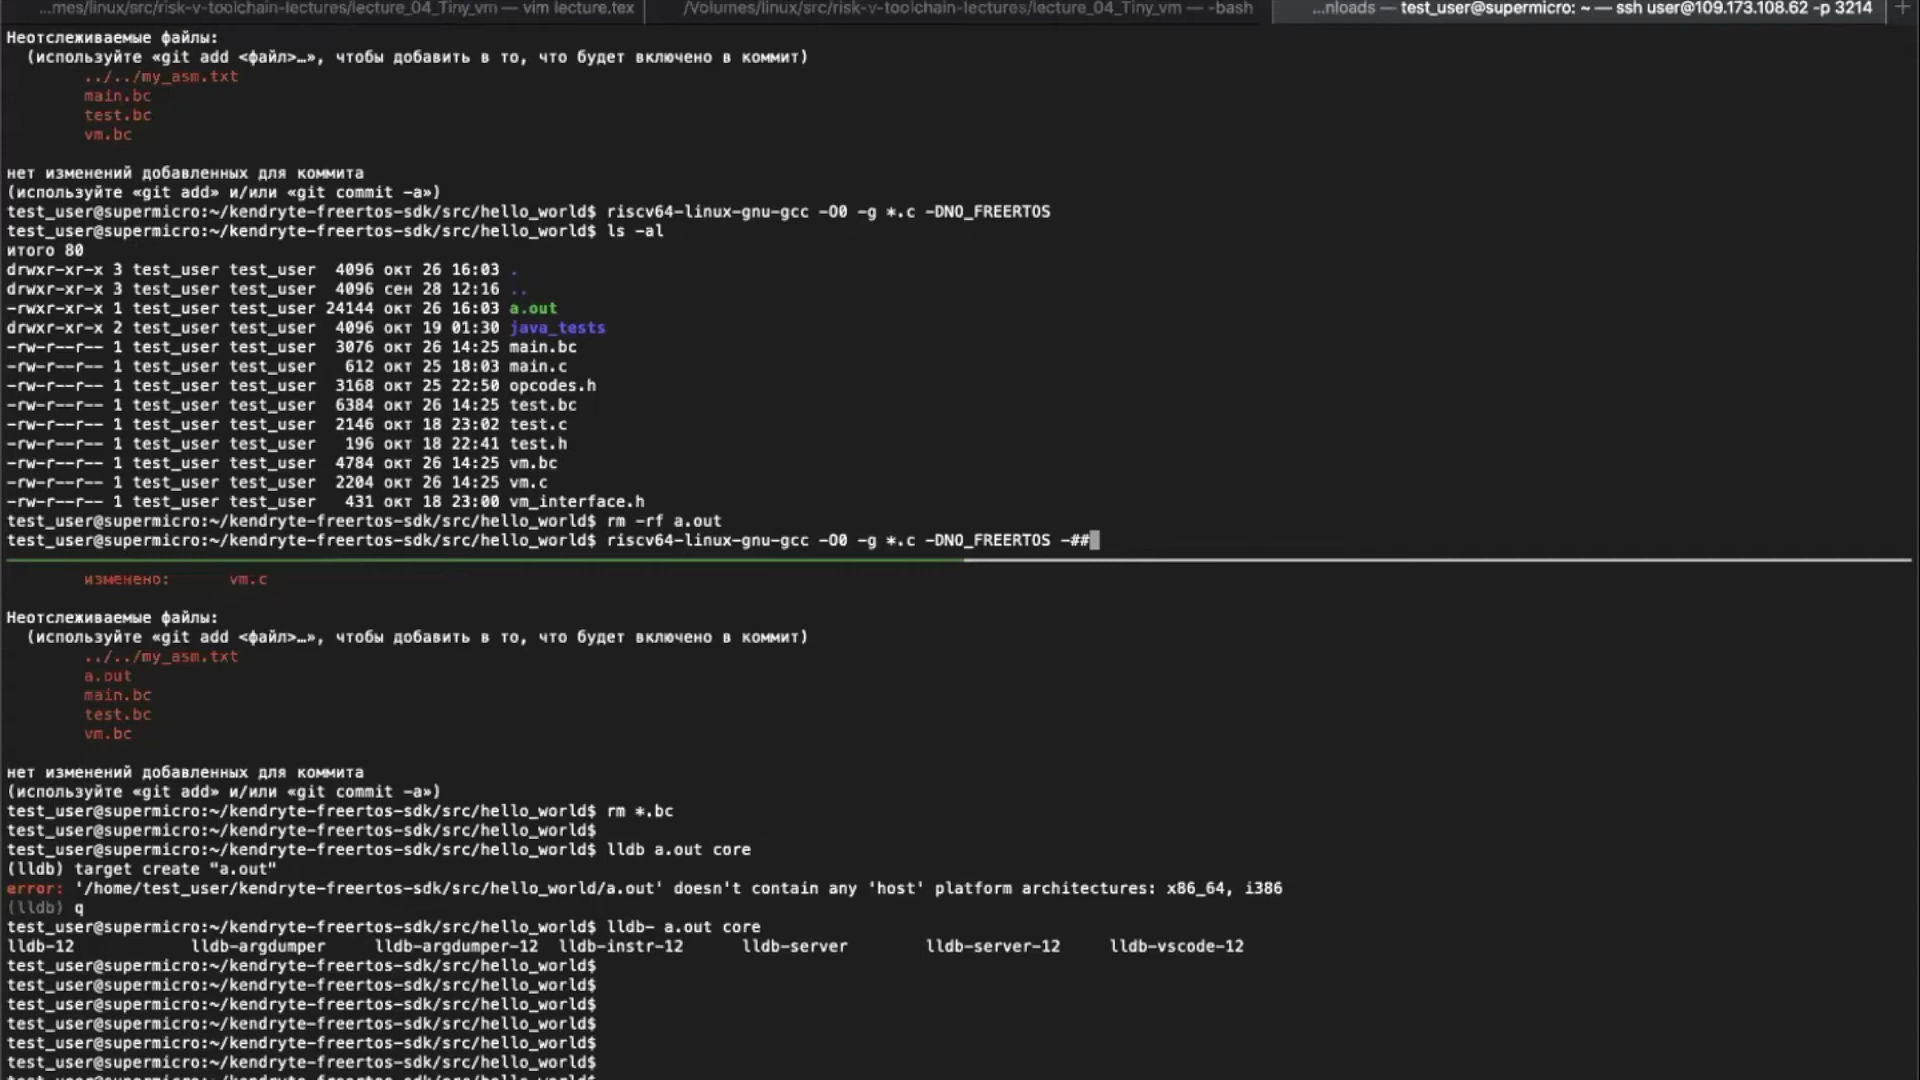 ...mes/linux/src/risk-v-toolchain-lectures/lecture_04_Tiny_vm — vim lecture.tex
/Volumes/linux/src/risk-v-toolchain-lectures/lecture_04_Tiny_vm — -bash
...nloads — test_user@supermicro: ~ — ssh user@109.173.108.62 -p 3214
Неотслеживаемые файлы:
(используйте «git add <файл>…», чтобы добавить в то, что будет включено в коммит)
../../my_asm.txt
main.bc
test.bc
vm.bc
нет изменений добавленных для коммита
(используйте «git add» и/или «git commit -a»)
test_user@supermicro:~/kendryte-freertos-sdk/src/hello_world$ riscv64-linux-gnu-gcc -O0 -g *.c -DNO_FREERTOS
test_user@supermicro:~/kendryte-freertos-sdk/src/hello_world$ ls -al
итого 80
drwxr-xr-x 3 test_user test_user 4096 окт 26 16:03 .
drwxr-xr-x 3 test_user test_user 4096 сен 28 12:16 ..
-rwxr-xr-x 1 test_user test_user 24144 окт 26 16:03 a.out
drwxr-xr-x 2 test_user test_user 4096 окт 19 01:30 java_tests
-rw-r--r-- 1 test_user test_user 3076 окт 26 14:25 main.bc
-rw-r--r-- 1 test_user test_user 612 окт 25 18:03 main.c
-rw-r--r-- 1 test_user test_user 3168 окт 25 22:50 opcodes.h
-rw-r--r-- 1 test_user test_user 6384 окт 26 14:25 test.bc
-rw-r--r-- 1 test_user test_user 2146 окт 18 23:02 test.c
-rw-r--r-- 1 test_user test_user 196 окт 18 22:41 test.h
-rw-r--r-- 1 test_user test_user 4784 окт 26 14:25 vm.bc
-rw-r--r-- 1 test_user test_user 2204 окт 26 14:25 vm.c
-rw-r--r-- 1 test_user test_user 431 окт 18 23:00 vm_interface.h
test_user@supermicro:~/kendryte-freertos-sdk/src/hello_world$ rm -rf a.out
test_user@supermicro:~/kendryte-freertos-sdk/src/hello_world$ riscv64-linux-gnu-gcc -O0 -g *.c -DNO_FREERTOS -##
изменено: vm.c
Неотслеживаемые файлы:
(используйте «git add <файл>…», чтобы добавить в то, что будет включено в коммит)
../../my_asm.txt
a.out
main.bc
test.bc
vm.bc
нет изменений добавленных для коммита
(используйте «git add» и/или «git commit -a»)
test_user@supermicro:~/kendryte-freertos-sdk/src/hello_world$ rm *.bc
test_user@supermicro:~/kendryte-freertos-sdk/src/hello_world$
test_user@supermicro:~/kendryte-freertos-sdk/src/hello_world$ lldb a.out core
(lldb) target create "a.out"
error: '/home/test_user/kendryte-freertos-sdk/src/hello_world/a.out' doesn't contain any 'host' platform architectures: x86_64, i386
(lldb) q
test_user@supermicro:~/kendryte-freertos-sdk/src/hello_world$ lldb- a.out core
lldb-12 lldb-argdumper lldb-argdumper-12 lldb-instr-12 lldb-server lldb-server-12 lldb-vscode-12
test_user@supermicro:~/kendryte-freertos-sdk/src/hello_world$
test_user@supermicro:~/kendryte-freertos-sdk/src/hello_world$
test_user@supermicro:~/kendryte-freertos-sdk/src/hello_world$
test_user@supermicro:~/kendryte-freertos-sdk/src/hello_world$
test_user@supermicro:~/kendryte-freertos-sdk/src/hello_world$
test_user@supermicro:~/kendryte-freertos-sdk/src/hello_world$